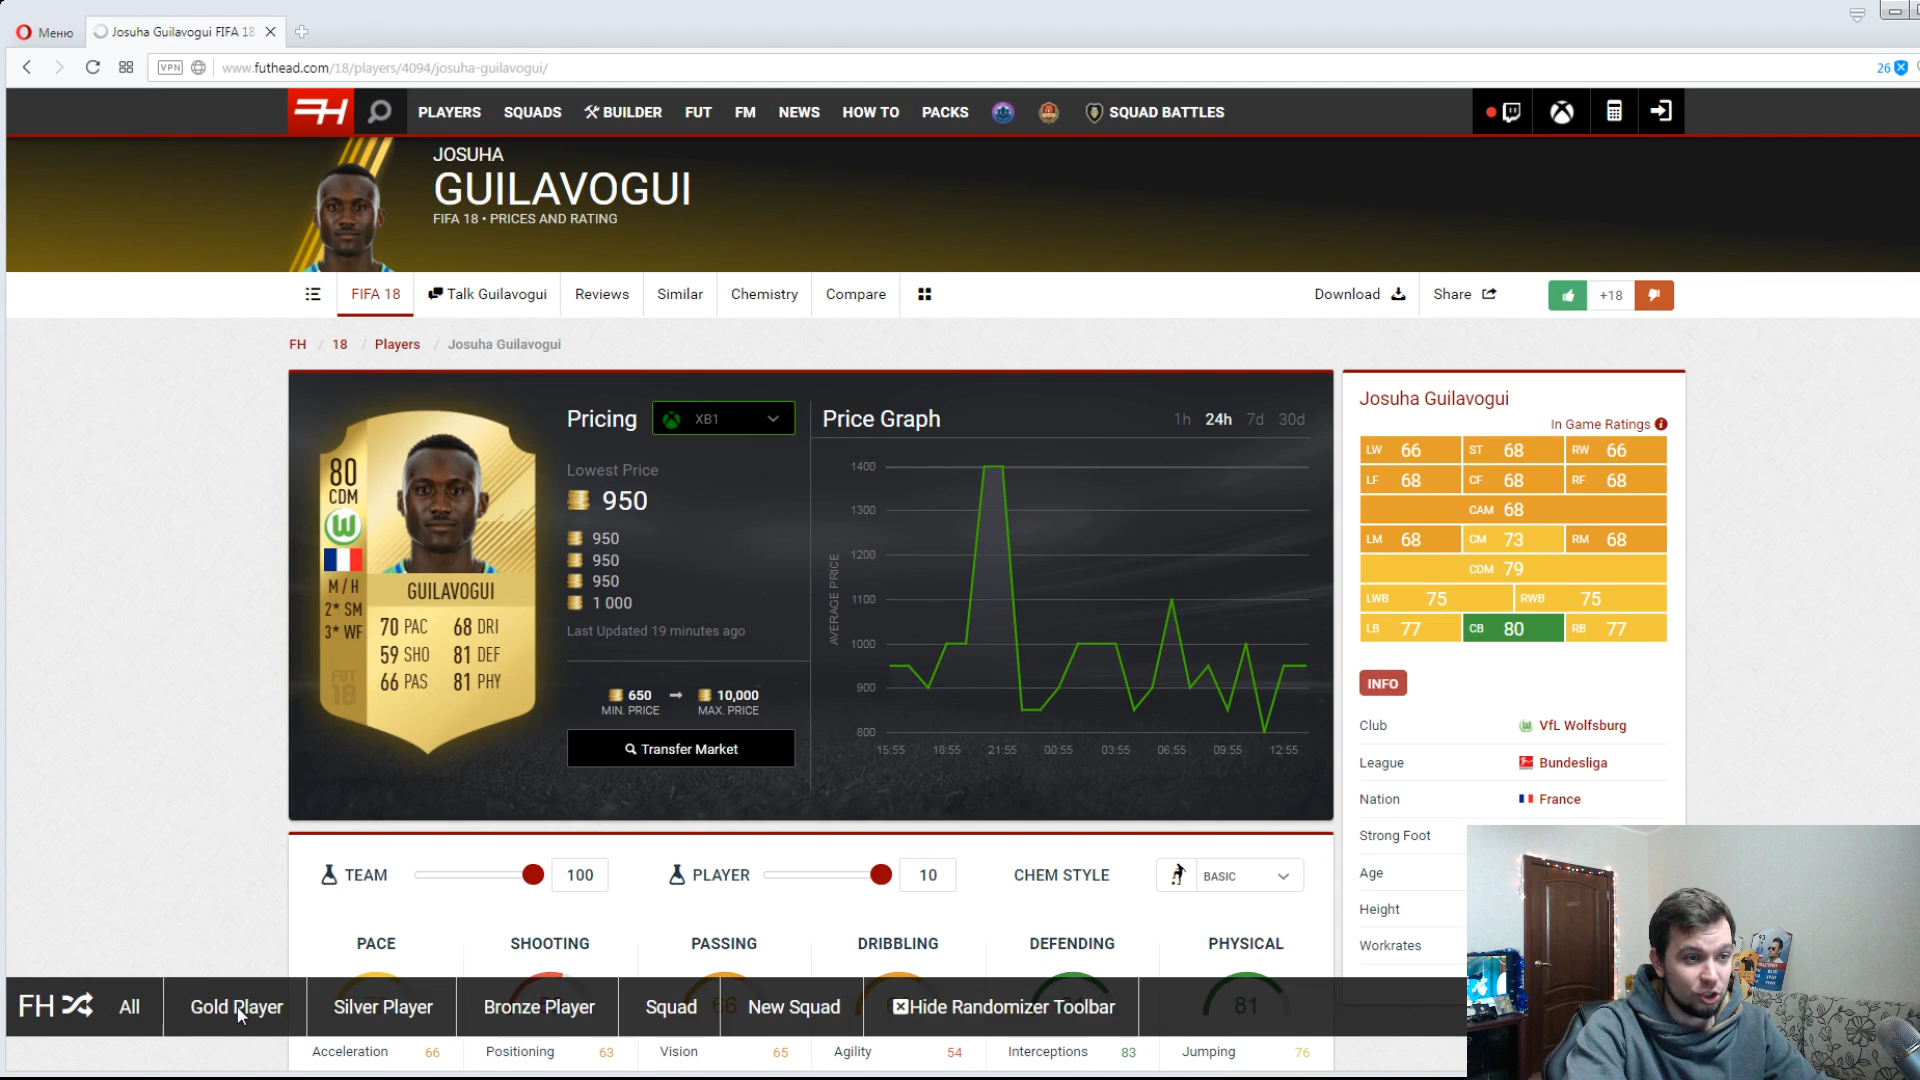 Меню
Josuha Guilavogui FIFA 18
VPN
www.futhead.com/18/players/4094/josuha-guilavogui/
26
FH
PLAYERS
SQUADS
BUILDER
FUT
FM
NEWS
HOW TO
PACKS
SQUAD BATTLES
JOSUHA
GUILAVOGUI
FIFA 18 • PRICES AND RATING
FIFA 18
Talk Guilavogui
Reviews
Similar
Chemistry
Compare
Download
Share
+18
FH / 18 / Players / Josuha Guilavogui
80
CDM
M / H
2* SM
3* WF
FUT
18
GUILAVOGUI
70 PAC 68 DRI
59 SHO 81 DEF
66 PAS 81 PHY
Pricing
XB1
Lowest Price
950
950
950
950
1 000
Last Updated 19 minutes ago
650
MIN. PRICE
10,000
MAX. PRICE
Transfer Market
Price Graph
1h 24h 7d 30d
AVERAGE PRICE
1400
1300
1200
1100
1000
900
800
15:55 18:55 21:55 00:55 03:55 06:55 09:55 12:55
Josuha Guilavogui
In Game Ratings
LW 66 ST 68 RW 66
LF 68 CF 68 RF 68
CAM 68
LM 68 CM 73 RM 68
CDM 79
LWB 75 RWB 75
LB 77 CB 80 RB 77
INFO
Club VfL Wolfsburg
League Bundesliga
Nation France
Strong Foot
Age
Height
Workrates
TEAM 100
PLAYER 10
CHEM STYLE BASIC
PACE
SHOOTING
PASSING
DRIBBLING
DEFENDING
PHYSICAL
66
81
FH
All
Gold Player
Silver Player
Bronze Player
Squad
New Squad
Hide Randomizer Toolbar
Acceleration 66
Positioning 63
Vision 65
Agility 54
Interceptions 83
Jumping 76